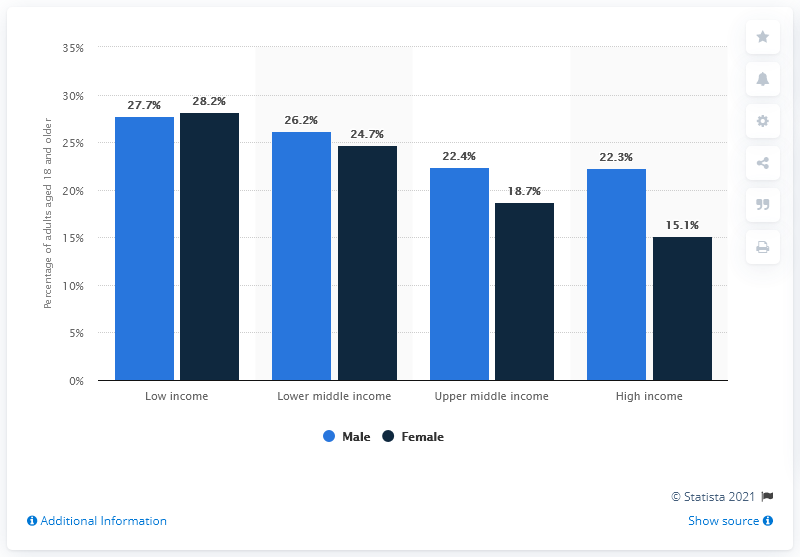 35%
30%
25%
20%
15%
10%
5%
0%
Percentage of adults aged 18 and older
27.7%
28.2%
26.2%
24.7%
22.4%
18.7%
22.3%
15.1%
Low income
Lower middle income
Upper middle income
High income
Male
Female
© Statista 2021
Additional Information
Show source